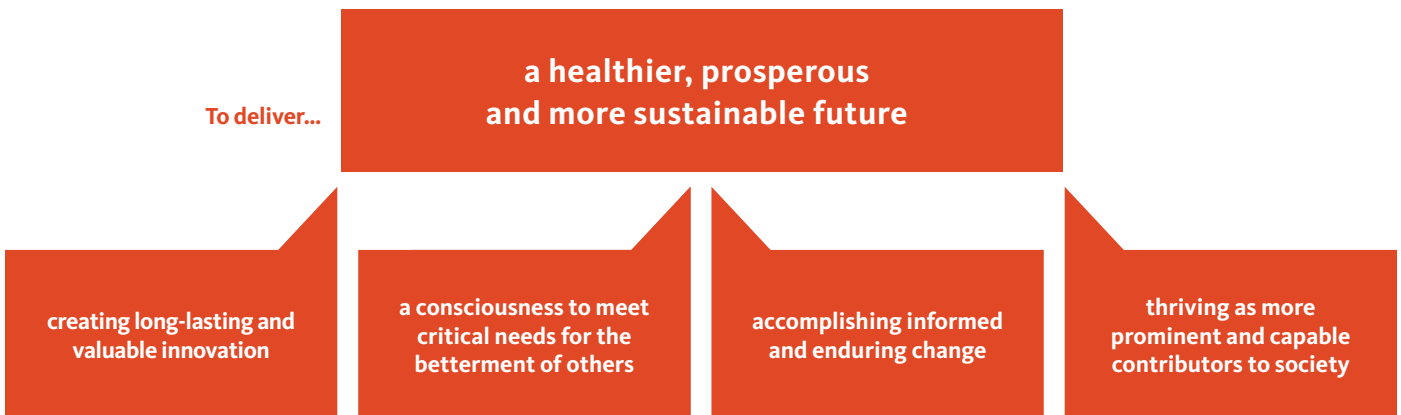 To deliver...
a healthier, prosperous
and more sustainable future
creating long-lasting and
valuable innovation
a consciousness to meet
critical needs for the
betterment of others
accomplishing informed
and enduring change
thriving as more
prominent and capable
contributors to society